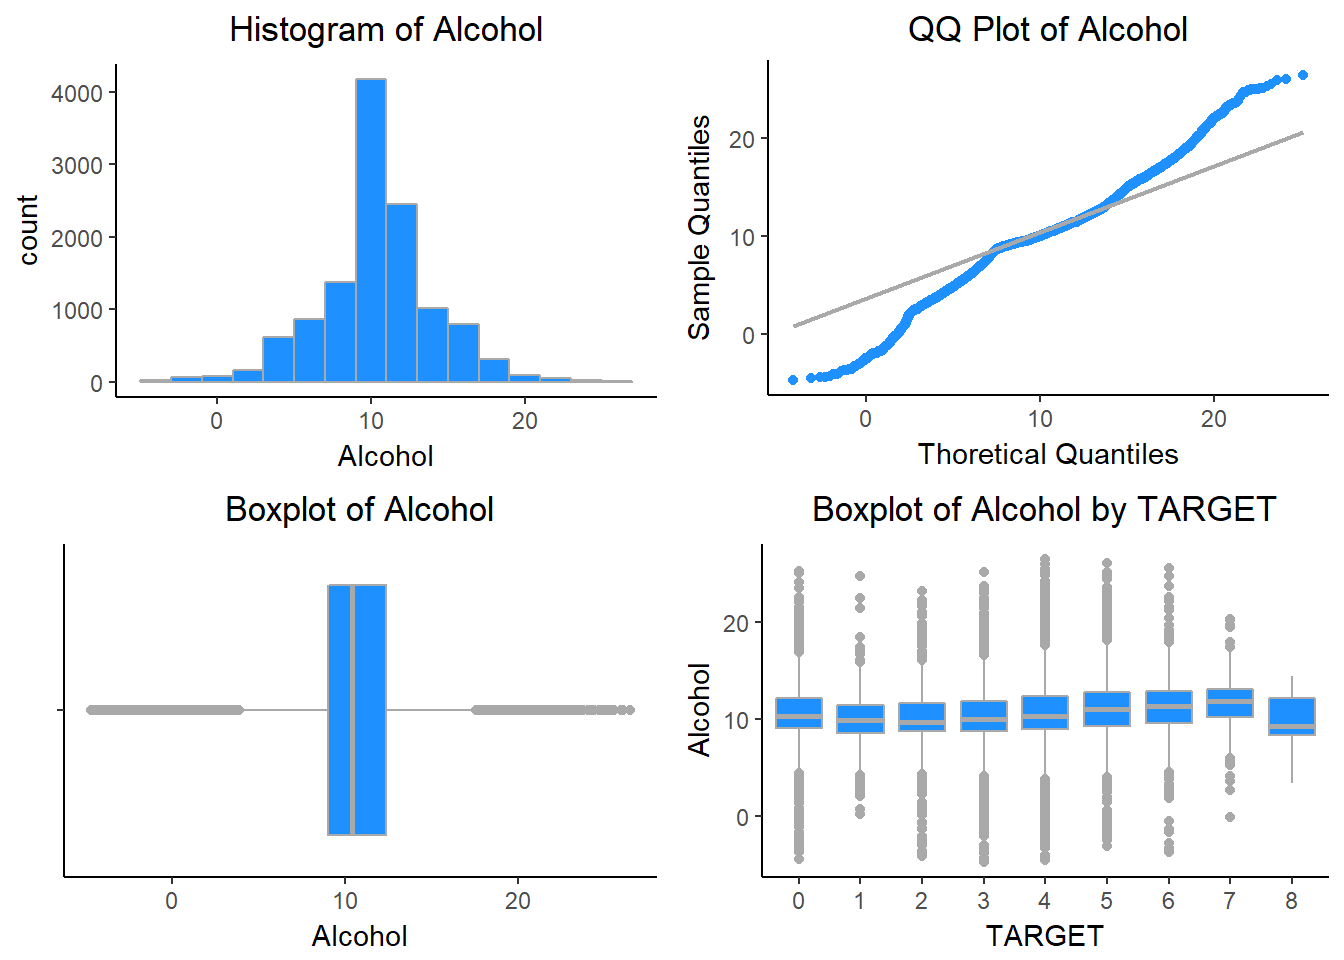 Histogram of Alcohol
4000
3000
2000
1000
0
count
0 10 20
Alcohol
QQ Plot of Alcohol
20
10
0
Sample Quantiles
0 10 20
Thoretical Quantiles
Boxplot of Alcohol
0 10 20
Alcohol
Boxplot of Alcohol by TARGET
20
10
0
Alcohol
0 1 2 3 4 5 6 7 8
TARGET